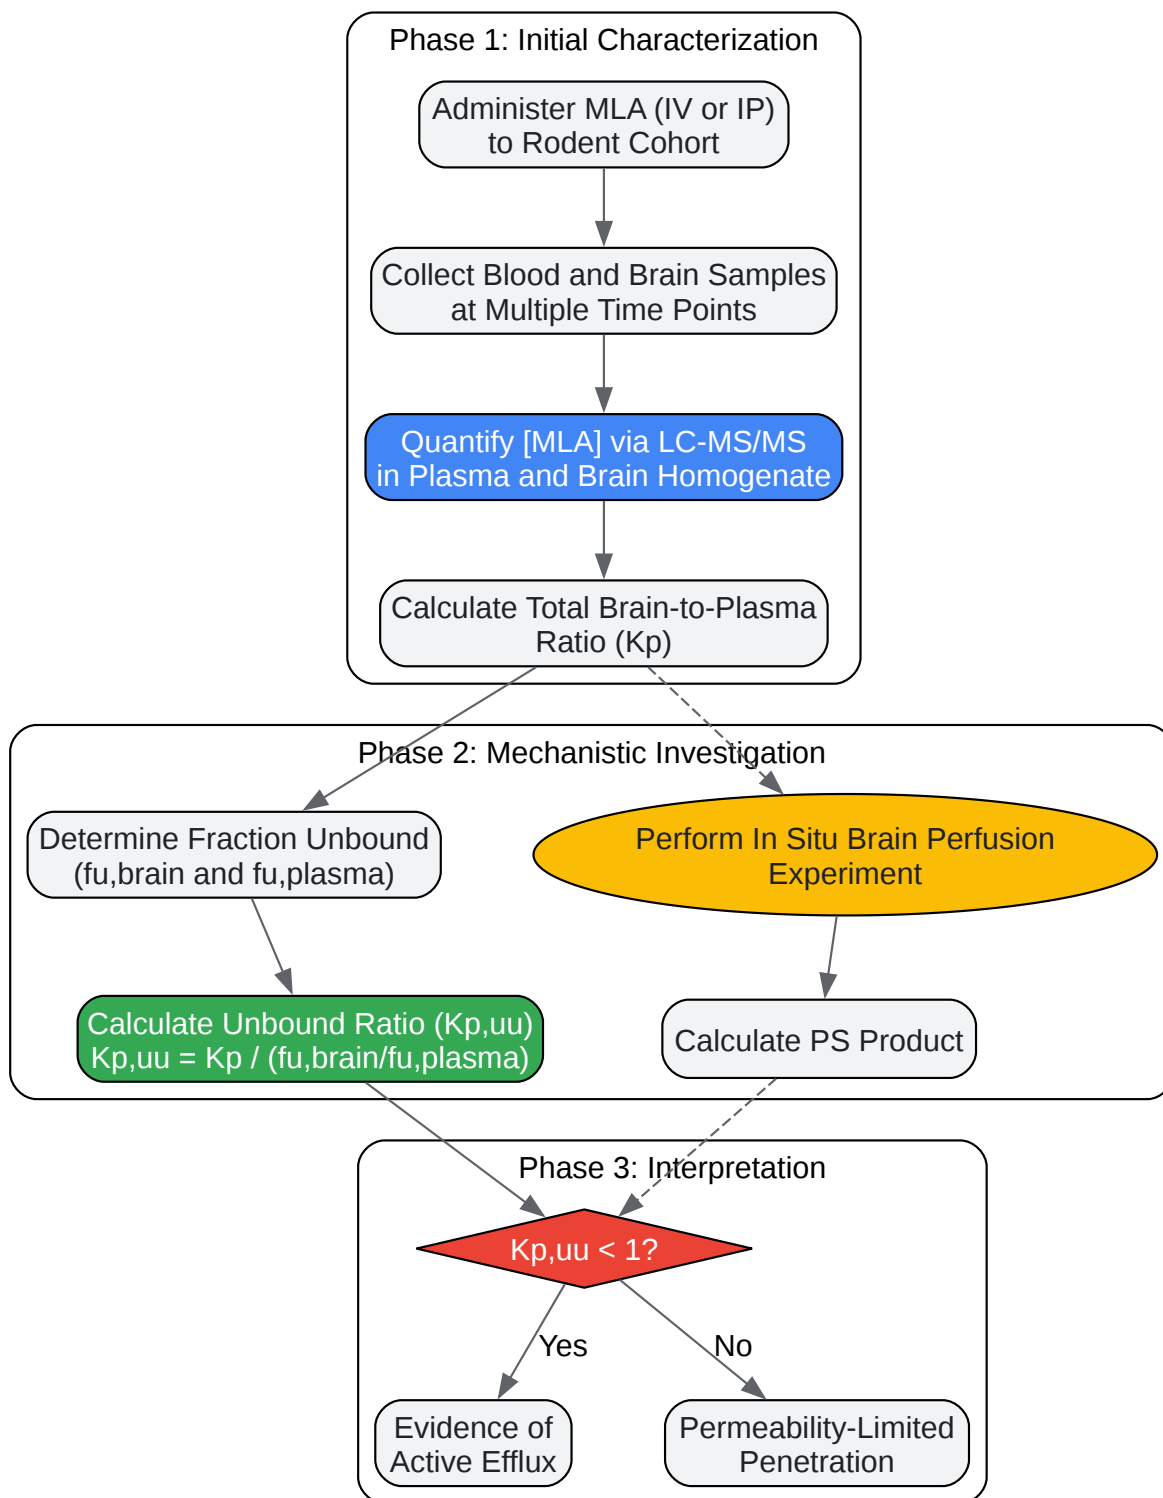 Phase 1: Initial Characterization
Administer MLA (IV or IP)
to Rodent Cohort
Collect Blood and Brain Samples
at Multiple Time Points
Quantify [MLA] via LC-MS/MS
in Plasma and Brain Homogenate
Calculate Total Brain-to-Plasma
Ratio (Kp)
Phase 2: Mechanistic Investigation
Determine Fraction Unbound
(fu,brain and fu,plasma)
Perform In Situ Brain Perfusion
Experiment
Calculate Unbound Ratio (Kp,uu)
Kp,uu = Kp / (fu,brain/fu,plasma)
Calculate PS Product
Phase 3: Interpretation
Kp,uu < 1?
Yes
No
Evidence of
Active Efflux
Permeability-Limited
Penetration